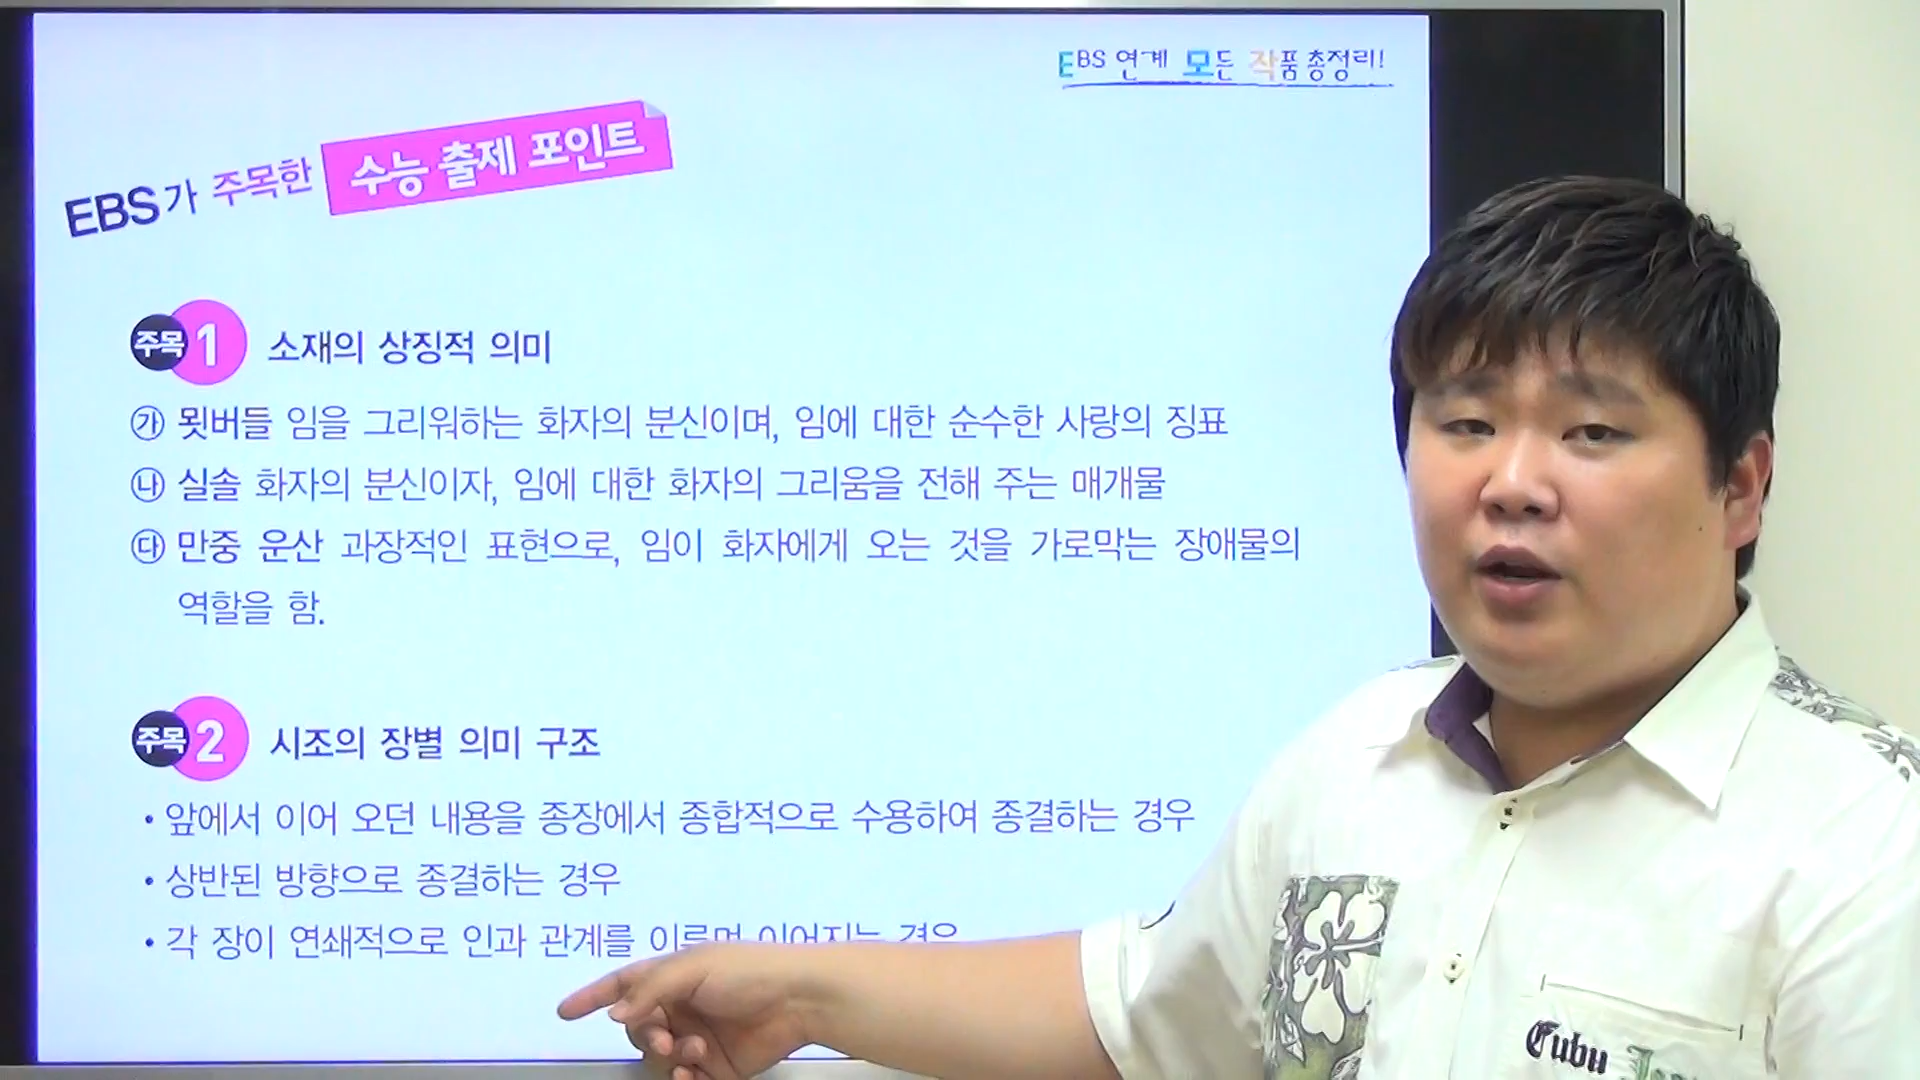 EBS 연계 모든 작품 총정리!
EBS가 주목한 수능 출제 포인트
주목 1 소재의 상징적 의미
㉮ 묏버들 임을 그리워하는 화자의 분신이며, 임에 대한 순수한 사랑의 징표
㉯ 실솔 화자의 분신이자, 임에 대한 화자의 그리움을 전해 주는 매개물
㉰ 만중 운산 과장적인 표현으로, 임이 화자에게 오는 것을 가로막는 장애물의
역할을 함.
주목 2 시조의 장별 의미 구조
• 앞에서 이어 오던 내용을 종장에서 종합적으로 수용하여 종결하는 경우
• 상반된 방향으로 종결하는 경우
• 각 장이 연쇄적으로 인과 관계를 이루며 이어지는 경우
Cubu